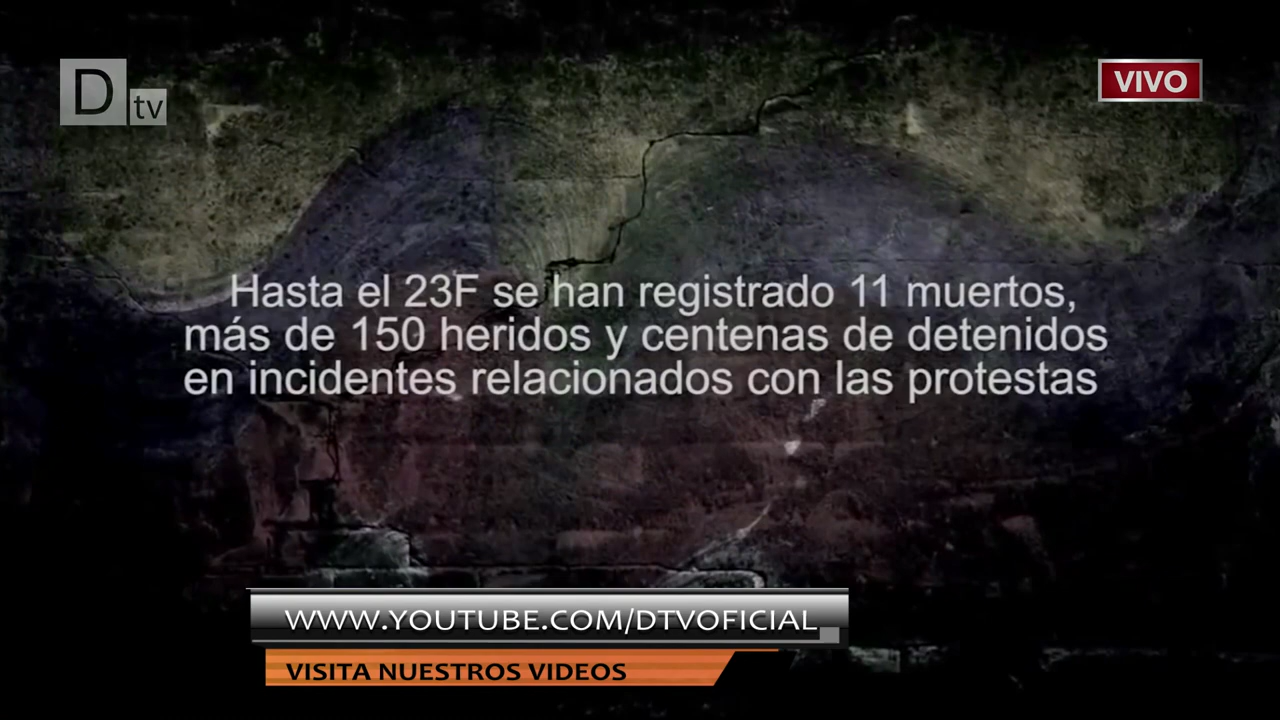 D tv
VIVO
Hasta el 23F se han registrado 11 muertos,
más de 150 heridos y centenas de detenidos
en incidentes relacionados con las protestas
WWW.YOUTUBE.COM/DTVOFICIAL
VISITA NUESTROS VIDEOS